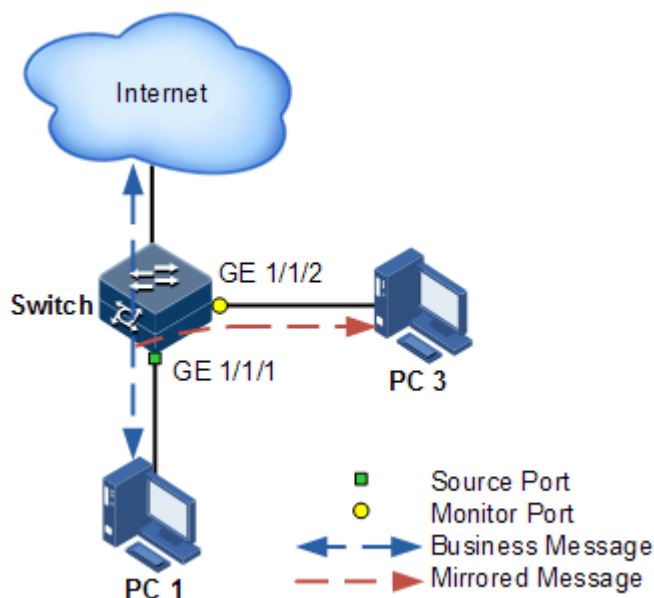 Internet
GE 1/1/2
Switch
GE 1/1/1
PC 3
PC 1
Source Port
Monitor Port
Business Message
Mirrored Message